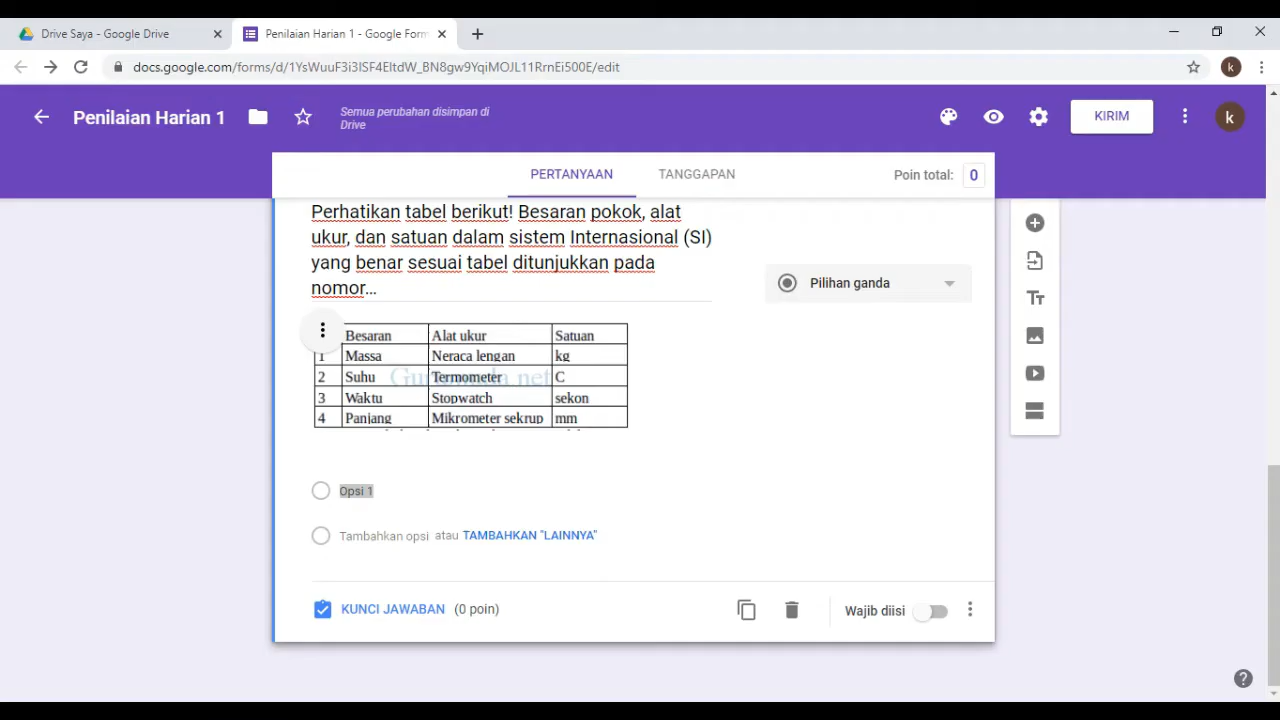 Drive Saya - Google Drive
Penilaian Harian 1 - Google Form
docs.google.com/forms/d/1YsWuuF3i3ISF4EItdW_BN8gw9YqiMOJL11RrnEi500E/edit
k
Penilaian Harian 1
Semua perubahan disimpan di
Drive
KIRIM
k
PERTANYAAN TANGGAPAN Poin total: 0
Perhatikan tabel berikut! Besaran pokok, alat
ukur, dan satuan dalam sistem Internasional (SI)
yang benar sesuai tabel ditunjukkan pada
nomor...
Pilihan ganda
Besaran Alat ukur Satuan
1 Massa Neraca lengan kg
2 Suhu Termometer C
3 Waktu Stopwatch sekon
4 Panjang Mikrometer sekrup mm
Opsi 1
Tambahkan opsi atau TAMBAHKAN "LAINNYA"
KUNCI JAWABAN (0 poin)
Wajib diisi